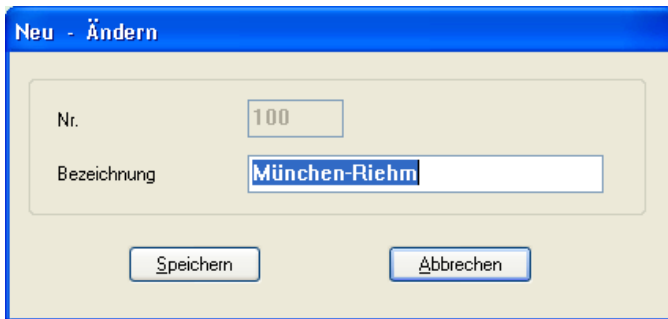 Neu - Ändern
Nr. 100
Bezeichnung München-Riehm
Speichern Abbrechen